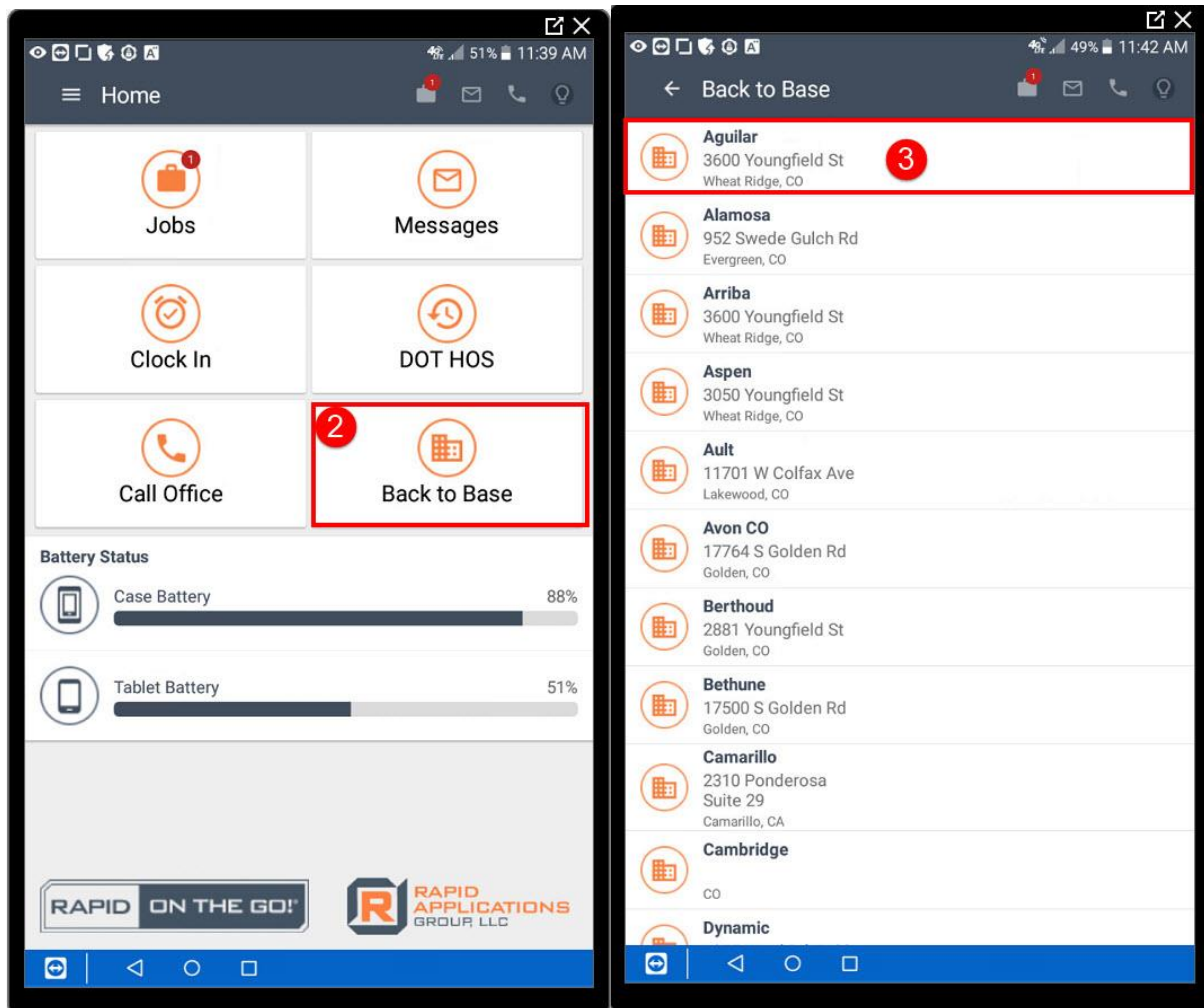 51% 11:39 AM
Home
1
1
Jobs
Messages
Clock In
DOT HOS
2
Call Office
Back to Base
Battery Status
Case Battery 88%
Tablet Battery 51%
RAPID ON THE GO!
RAPID
APPLICATIONS
GROUP, LLC
49% 11:42 AM
Back to Base
1
Aguilar
3600 Youngfield St
Wheat Ridge, CO
3
Alamosa
952 Swede Gulch Rd
Evergreen, CO
Arriba
3600 Youngfield St
Wheat Ridge, CO
Aspen
3050 Youngfield St
Wheat Ridge, CO
Ault
11701 W Colfax Ave
Lakewood, CO
Avon CO
17764 S Golden Rd
Golden, CO
Berthoud
2881 Youngfield St
Golden, CO
Bethune
17500 S Golden Rd
Golden, CO
Camarillo
2310 Ponderosa
Suite 29
Camarillo, CA
Cambridge
CO
Dynamic